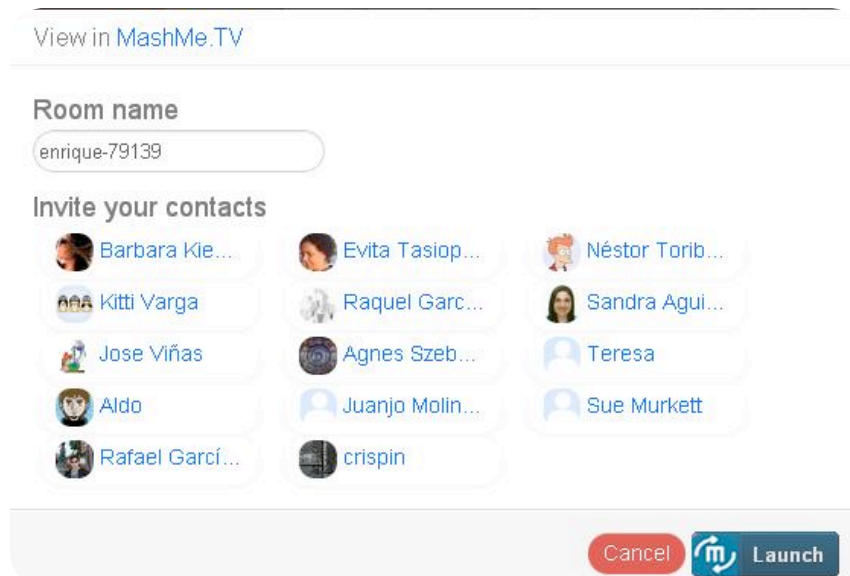 View in MashMe.TV
Room name
enrique-79139
Invite your contacts
Barbara Kie... Evita Tasiop... Néstor Torib...
Kitti Varga Raquel Garc... Sandra Agui...
Jose Viñas Agnes Szeb... Teresa
Aldo Juanjo Molin... Sue Murkett
Rafael Garcí... crispin
Cancel m Launch